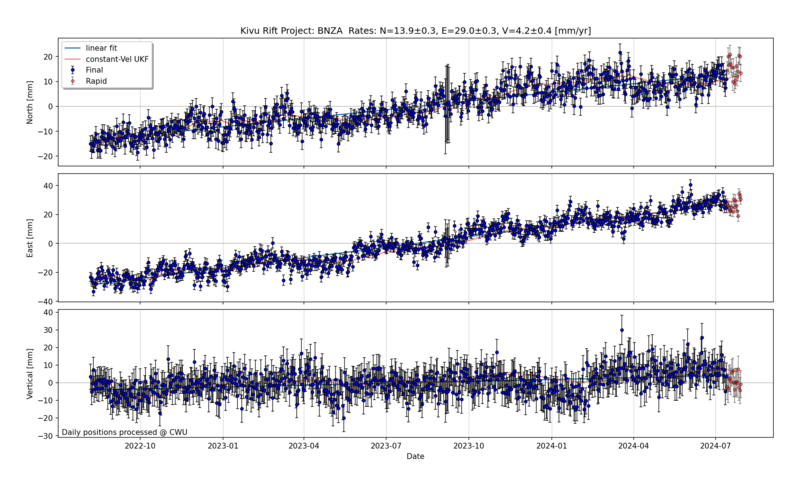 Kivu Rift Project: BNZA  Rates: N=13.9±0.3, E=29.0±0.3, V=4.2±0.4 [mm/yr]
linear fit
constant-Vel UKF
Final
Rapid
North [mm]
20
10
0
−10
−20
East [mm]
40
20
0
−20
−40
Vertical [mm]
40
30
20
10
0
−10
−20
−30
Daily positions processed @ CWU
2022-10 2023-01 2023-04 2023-07 2023-10 2024-01 2024-04 2024-07
Date